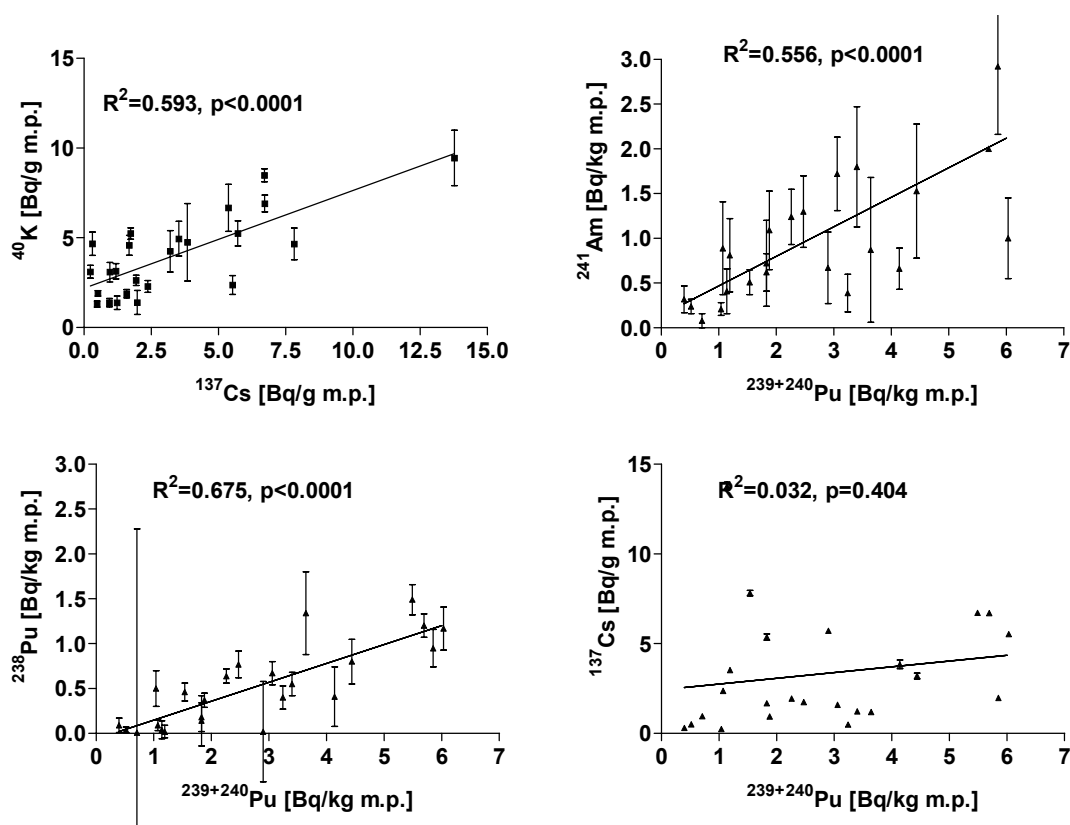 R²=0.593, p<0.0001
⁴⁰K [Bq/g m.p.]
15
10
5
0
0.0 2.5 5.0 7.5 10.0 12.5 15.0
¹³⁷Cs [Bq/g m.p.]
R²=0.556, p<0.0001
²⁴¹Am [Bq/kg m.p.]
3.0
2.5
2.0
1.5
1.0
0.5
0.0
0 1 2 3 4 5 6 7
²³⁹⁺²⁴⁰Pu [Bq/kg m.p.]
R²=0.675, p<0.0001
²³⁸Pu [Bq/kg m.p.]
3.0
2.5
2.0
1.5
1.0
0.5
0.0
0 1 2 3 4 5 6 7
²³⁹⁺²⁴⁰Pu [Bq/kg m.p.]
R²=0.032, p=0.404
¹³⁷Cs [Bq/g m.p.]
15
10
5
0
0 1 2 3 4 5 6 7
²³⁹⁺²⁴⁰Pu [Bq/kg m.p.]